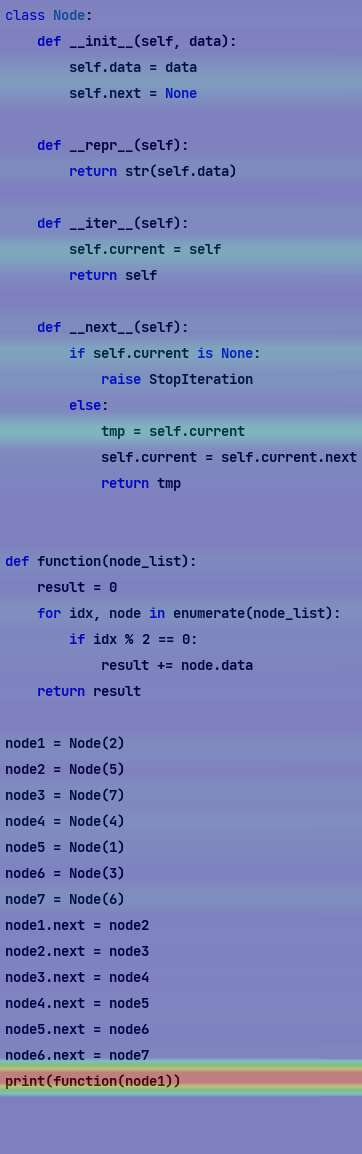 class Node:
    def __init__(self, data):
        self.data = data
        self.next = None

    def __repr__(self):
        return str(self.data)

    def __iter__(self):
        self.current = self
        return self

    def __next__(self):
        if self.current is None:
            raise StopIteration
        else:
            tmp = self.current
            self.current = self.current.next
            return tmp


def function(node_list):
    result = 0
    for idx, node in enumerate(node_list):
        if idx % 2 == 0:
            result += node.data
    return result

node1 = Node(2)
node2 = Node(5)
node3 = Node(7)
node4 = Node(4)
node5 = Node(1)
node6 = Node(3)
node7 = Node(6)
node1.next = node2
node2.next = node3
node3.next = node4
node4.next = node5
node5.next = node6
node6.next = node7
print(function(node1))